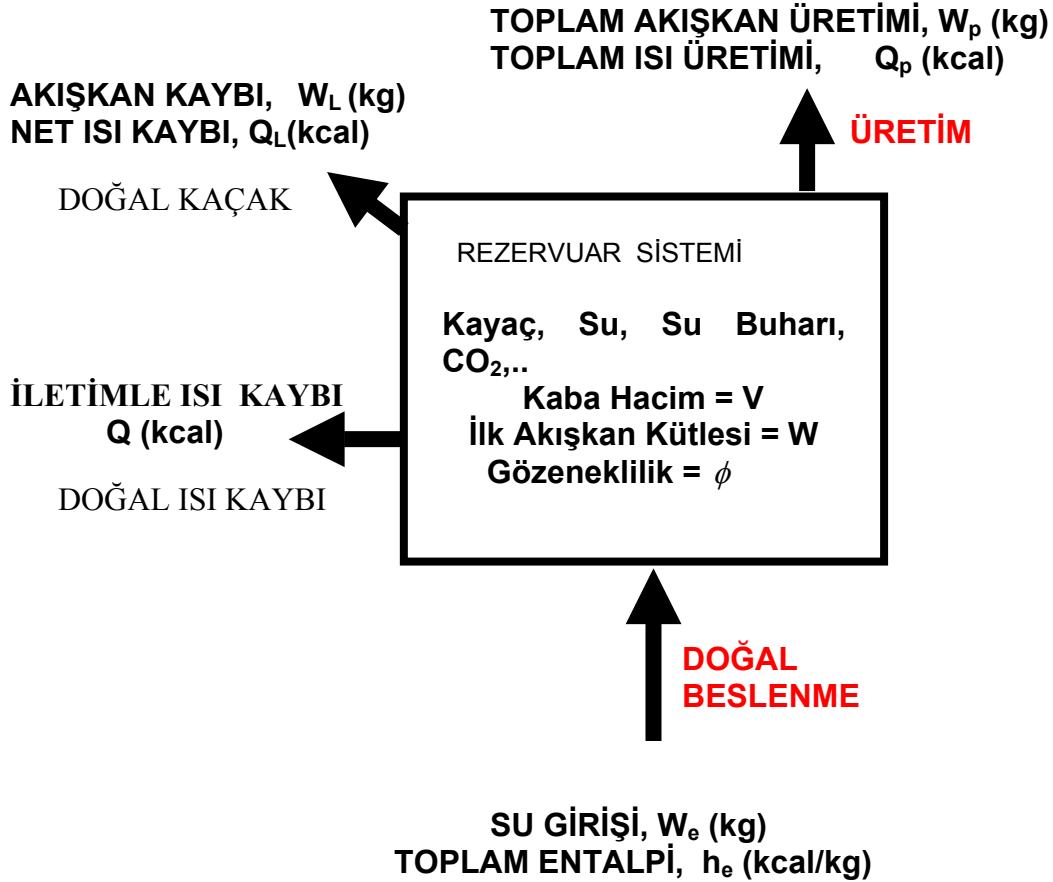 TOPLAM AKIŞKAN ÜRETİMİ, Wp (kg)
TOPLAM ISI ÜRETİMİ, Qp (kcal)
AKIŞKAN KAYBI, WL (kg)
NET ISI KAYBI, QL(kcal)
ÜRETİM
DOĞAL KAÇAK
REZERVUAR SİSTEMİ
Kayaç, Su, Su Buharı,
CO2,..
Kaba Hacim = V
İlk Akışkan Kütlesi = W
Gözeneklilik = ϕ
İLETİMLE ISI KAYBI
Q (kcal)
DOĞAL ISI KAYBI
DOĞAL
BESLENME
SU GİRİŞİ, We (kg)
TOPLAM ENTALPİ, he (kcal/kg)